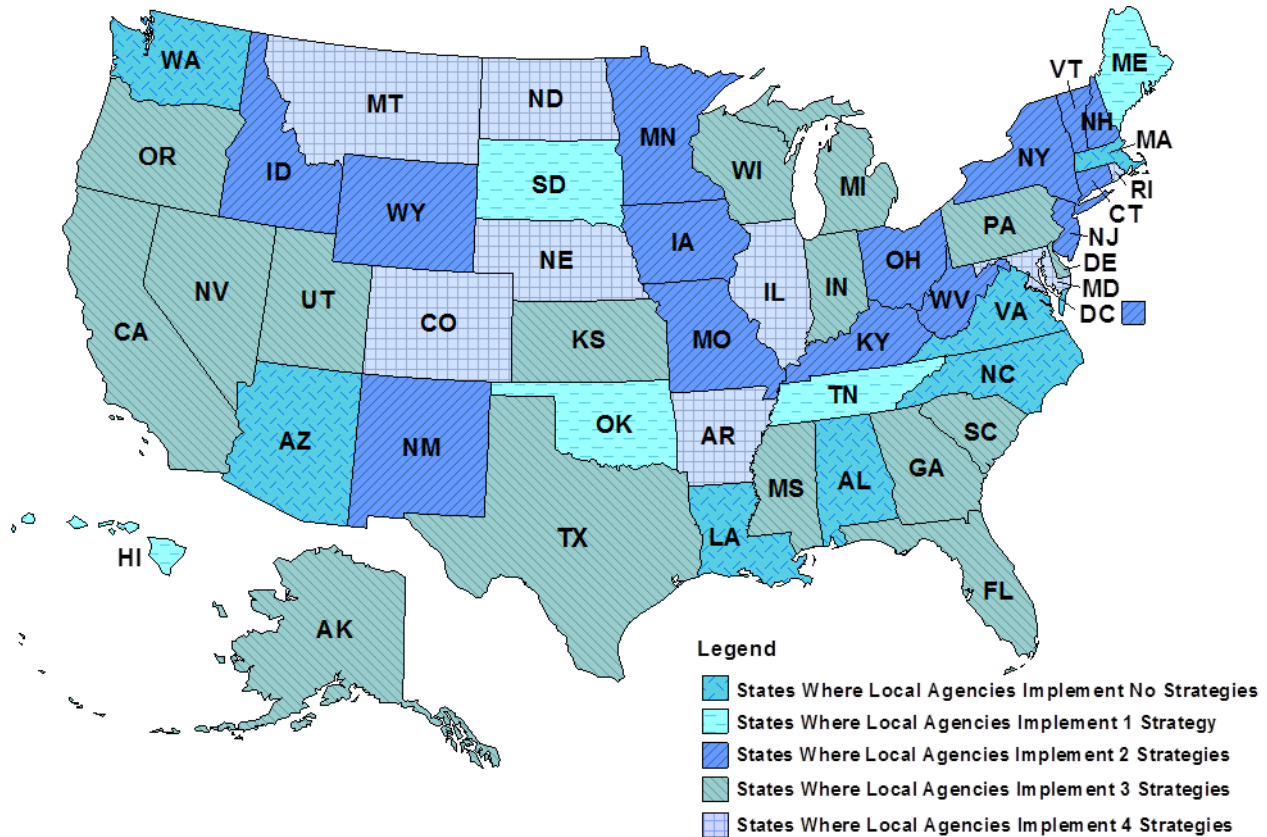 WA
MT
ND
MN
VT
ME
NH
MA
OR
ID
SD
WI
MI
NY
RI
WY
CT
IA
PA
NJ
NE
OH
DE
NV
UT
IL
IN
MD
CA
CO
WV
VA
DC
KS
MO
KY
NC
TN
AZ
NM
OK
AR
SC
MS
AL
GA
TX
LA
HI
FL
AK
Legend
States Where Local Agencies Implement No Strategies
States Where Local Agencies Implement 1 Strategy
States Where Local Agencies Implement 2 Strategies
States Where Local Agencies Implement 3 Strategies
States Where Local Agencies Implement 4 Strategies